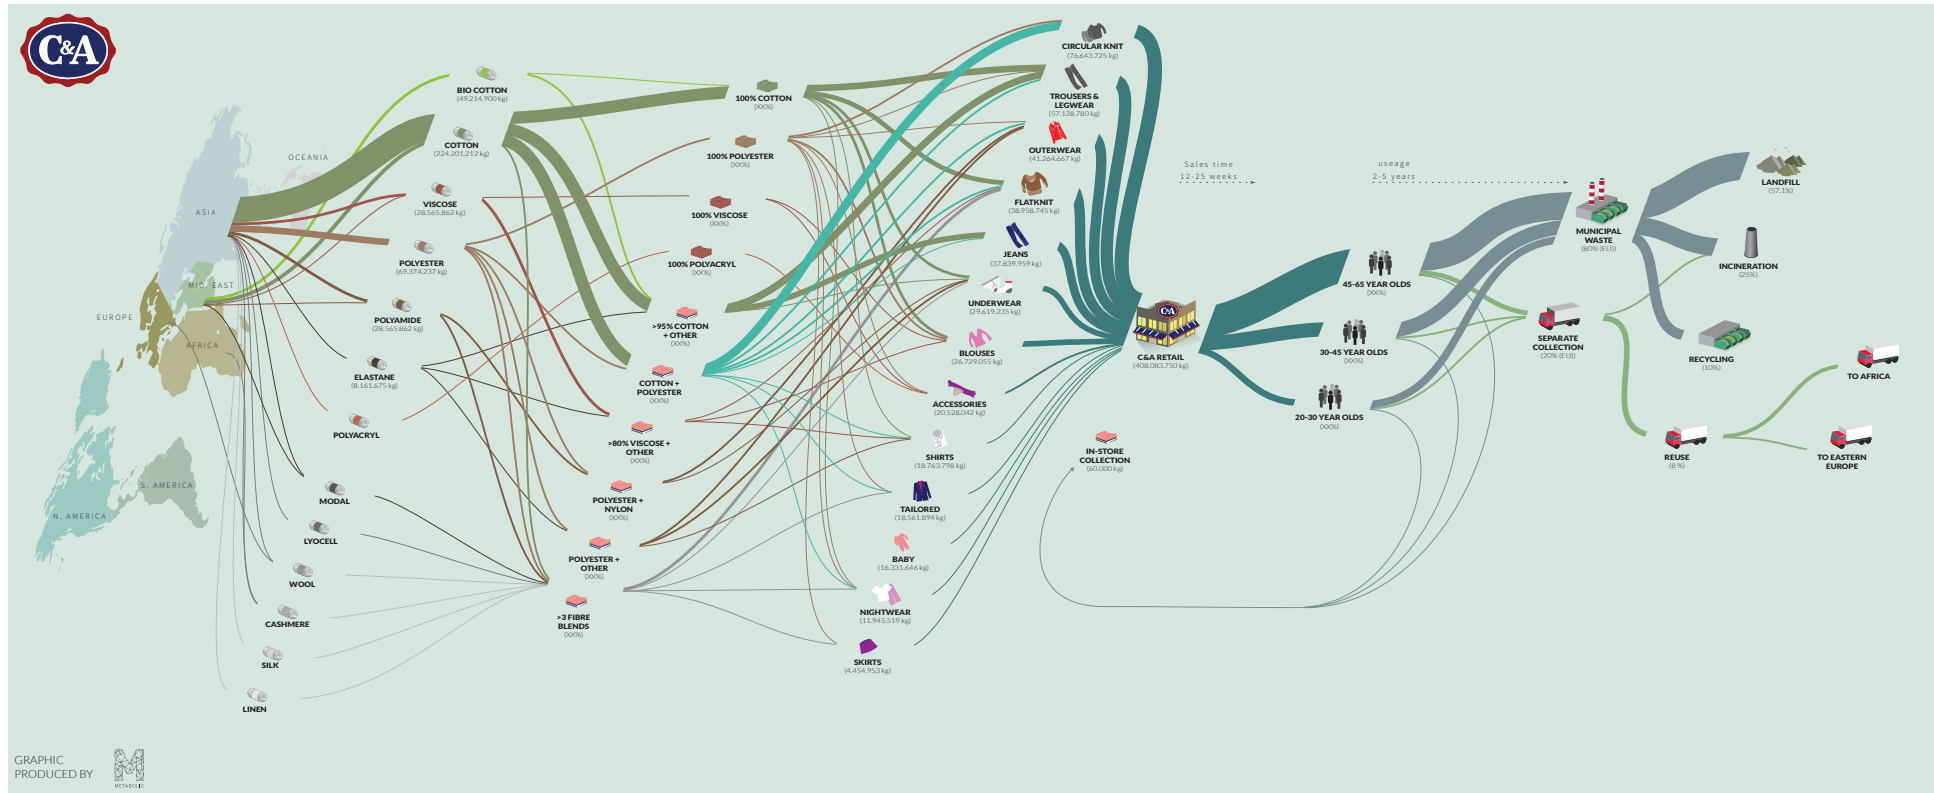 C&A
OCEANIA
ASIA
MID. EAST
EUROPE
AFRICA
S. AMERICA
N. AMERICA
BIO COTTON
(49.214.900 kg)
COTTON
(224.201.212 kg)
VISCOSE
(28.565.862 kg)
POLYESTER
(69.374.237 kg)
POLYAMIDE
(28.565.862 kg)
ELASTANE
(8.161.675 kg)
POLYACRYL
MODAL
LYOCELL
WOOL
CASHMERE
SILK
LINEN
100% COTTON
(XX%)
100% POLYESTER
(XX%)
100% VISCOSE
(XX%)
100% POLYACRYL
(XX%)
>95% COTTON
+ OTHER
(XX%)
COTTON +
POLYESTER
(XX%)
>80% VISCOSE +
OTHER
(XX%)
POLYESTER +
NYLON
(XX%)
POLYESTER +
OTHER
(XX%)
>3 FIBRE
BLENDS
(XX%)
CIRCULAR KNIT
(76.643.725 kg)
TROUSERS &
LEGWEAR
(57.128.780 kg)
OUTERWEAR
(41.264.667 kg)
FLATKNIT
(38.958.745 kg)
JEANS
(37.839.959 kg)
UNDERWEAR
(29.619.235 kg)
BLOUSES
(26.729.055 kg)
ACCESSORIES
(20.528.042 kg)
SHIRTS
(18.763.798 kg)
TAILORED
(18.561.894 kg)
BABY
(16.331.646 kg)
NIGHTWEAR
(11.945.519 kg)
SKIRTS
(4.454.953 kg)
C&A
C&A RETAIL
(408.083.750 kg)
IN-STORE
COLLECTION
(60.000 kg)
Sales time
12-25 weeks
useage
2-5 years
45-65 YEAR OLDS
(XX%)
30-45 YEAR OLDS
(XX%)
20-30 YEAR OLDS
(XX%)
MUNICIPAL
WASTE
(80% (EU))
SEPARATE
COLLECTION
(20% (EU))
LANDFILL
(57,1%)
INCINERATION
(25%)
RECYCLING
(10%)
REUSE
(8 %)
TO AFRICA
TO EASTERN
EUROPE
GRAPHIC
PRODUCED BY
METABOLIC